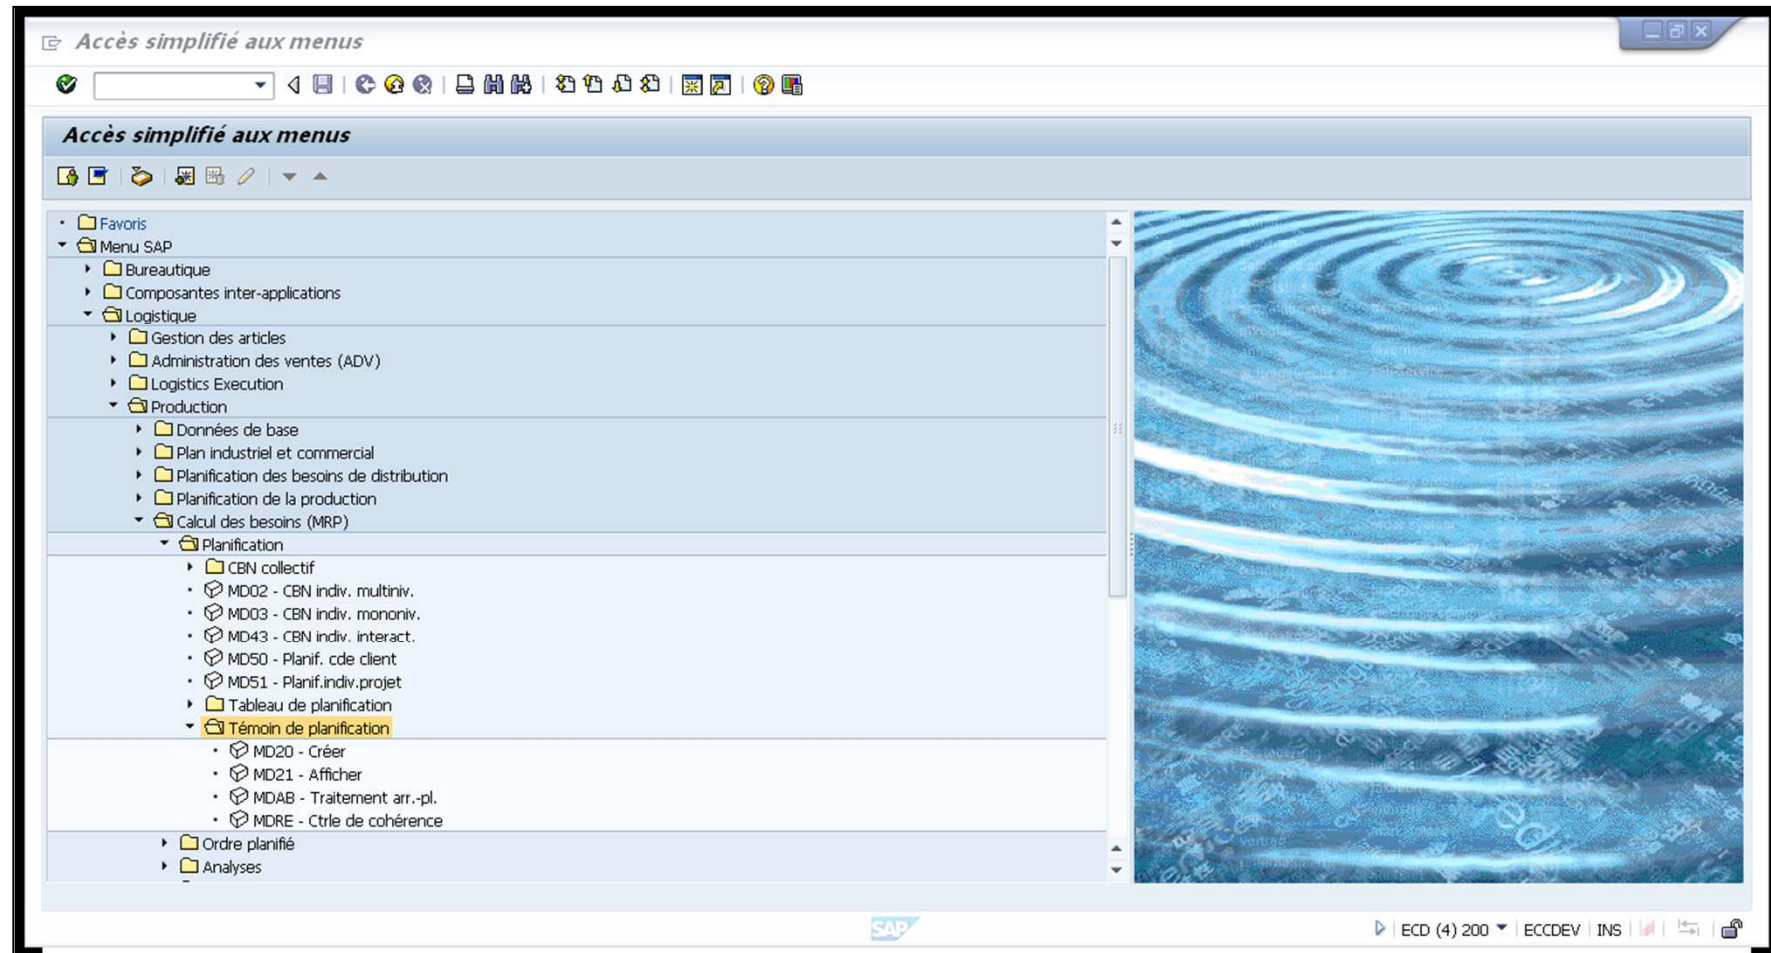 Accès simplifié aux menus
Accès simplifié aux menus
Favoris
Menu SAP
Bureautique
Composantes inter-applications
Logistique
Gestion des articles
Administration des ventes (ADV)
Logistics Execution
Production
Données de base
Plan industriel et commercial
Planification des besoins de distribution
Planification de la production
Calcul des besoins (MRP)
Planification
CBN collectif
MD02 - CBN indiv. multiniv.
MD03 - CBN indiv. mononiv.
MD43 - CBN indiv. interact.
MD50 - Planif. cde client
MD51 - Planif.indiv.projet
Tableau de planification
Témoin de planification
MD20 - Créer
MD21 - Afficher
MDAB - Traitement arr.-pl.
MDRE - Ctrle de cohérence
Ordre planifié
Analyses
SAP
ECD (4) 200
ECCDEV
INS